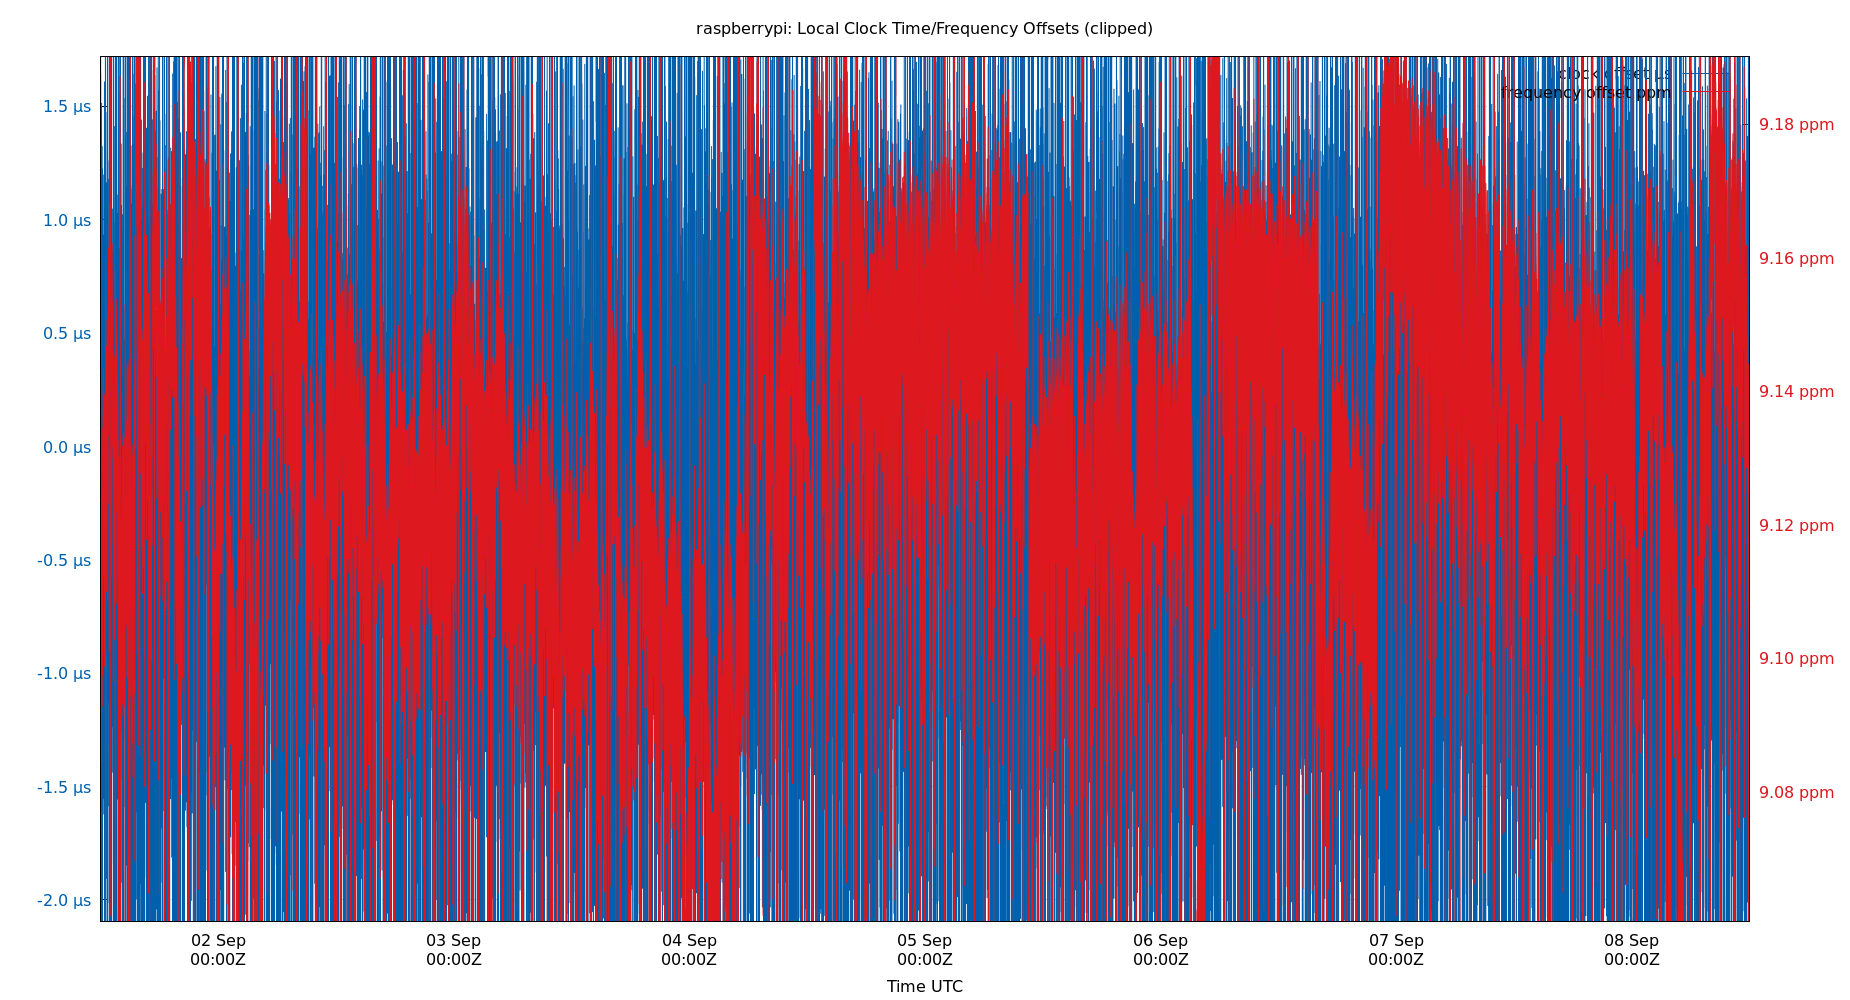 raspberrypi: Local Clock Time/Frequency Offsets (clipped)
clock offset µs
frequency offset ppm
1.5 µs
1.0 µs
0.5 µs
0.0 µs
-0.5 µs
-1.0 µs
-1.5 µs
-2.0 µs
9.18 ppm
9.16 ppm
9.14 ppm
9.12 ppm
9.10 ppm
9.08 ppm
02 Sep
00:00Z
03 Sep
00:00Z
04 Sep
00:00Z
05 Sep
00:00Z
06 Sep
00:00Z
07 Sep
00:00Z
08 Sep
00:00Z
Time UTC